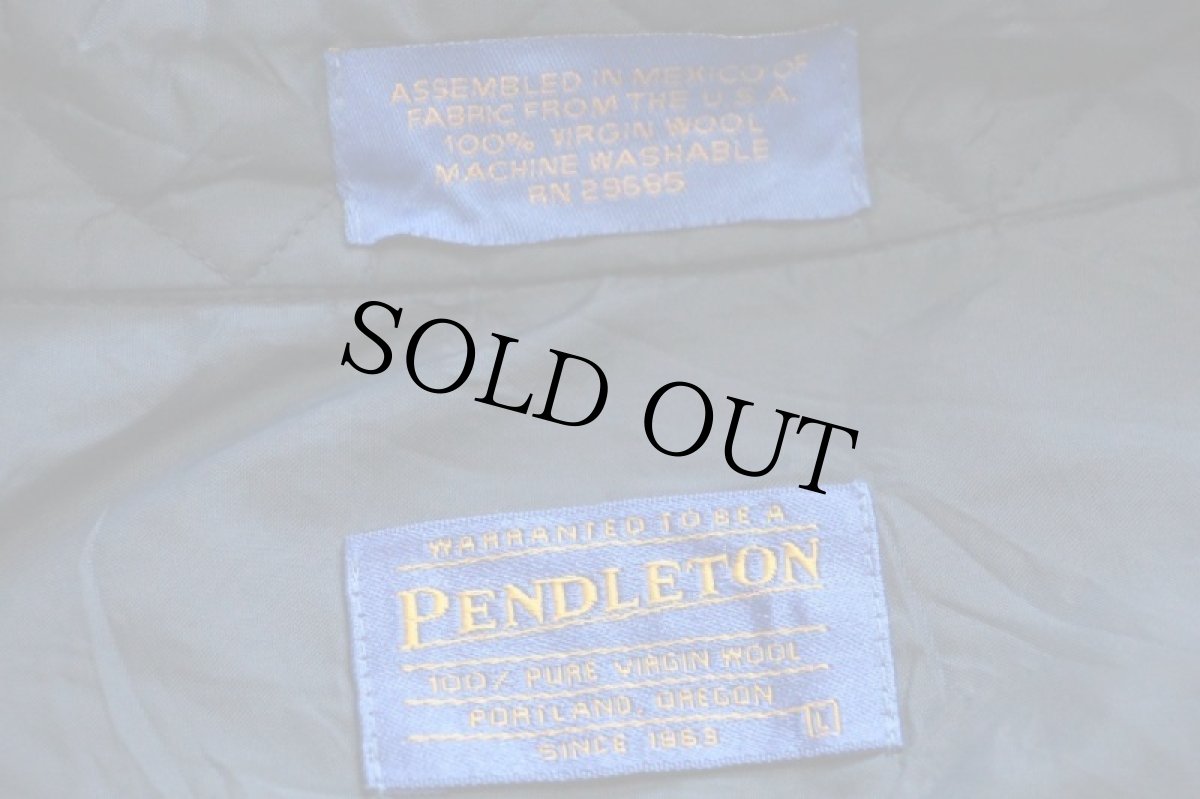 ASSEMBLED IN MEXICO OF
FABRIC FROM THE U.S.A.
100% VIRGIN WOOL
MACHINE WASHABLE
RN 29685
SOLD OUT
WARRANTED TO BE A
PENDLETON
100% PURE VIRGIN WOOL
PORTLAND, OREGON
SINCE 1863
L